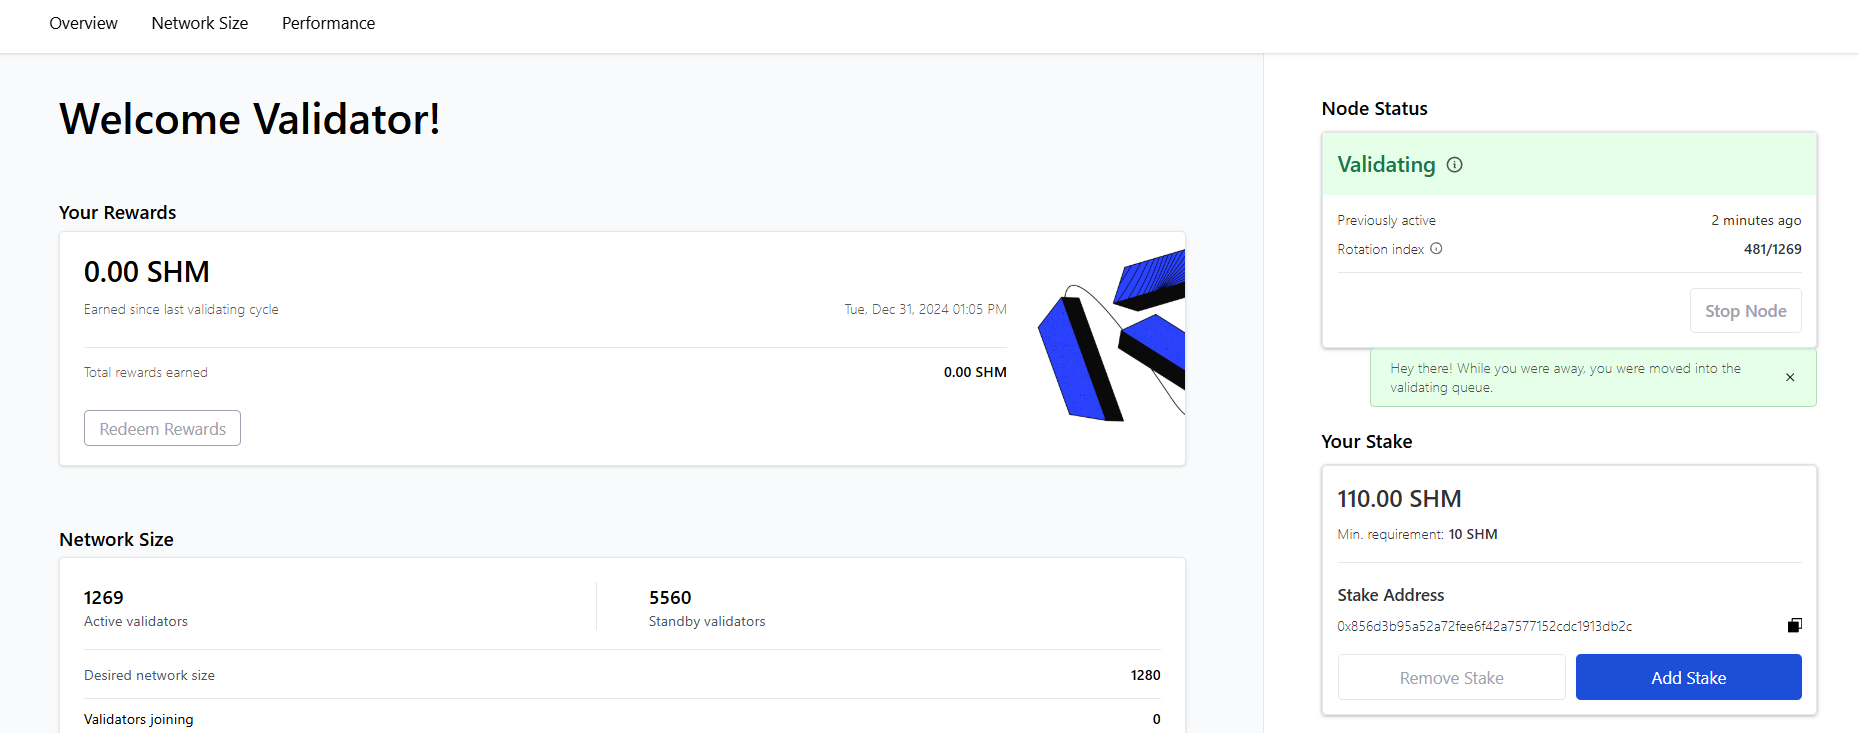 Overview Network Size Performance
Welcome Validator!
Your Rewards
0.00 SHM
Earned since last validating cycle Tue, Dec 31, 2024 01:05 PM
Total rewards earned 0.00 SHM
Redeem Rewards
Network Size
1269 5560
Active validators Standby validators
Desired network size 1280
Validators joining 0
Node Status
Validating
Previously active 2 minutes ago
Rotation index 481/1269
Stop Node
Hey there! While you were away, you were moved into the
validating queue.
Your Stake
110.00 SHM
Min. requirement: 10 SHM
Stake Address
0x856d3b95a52a72fee6f42a7577152cdc1913db2c
Remove Stake Add Stake